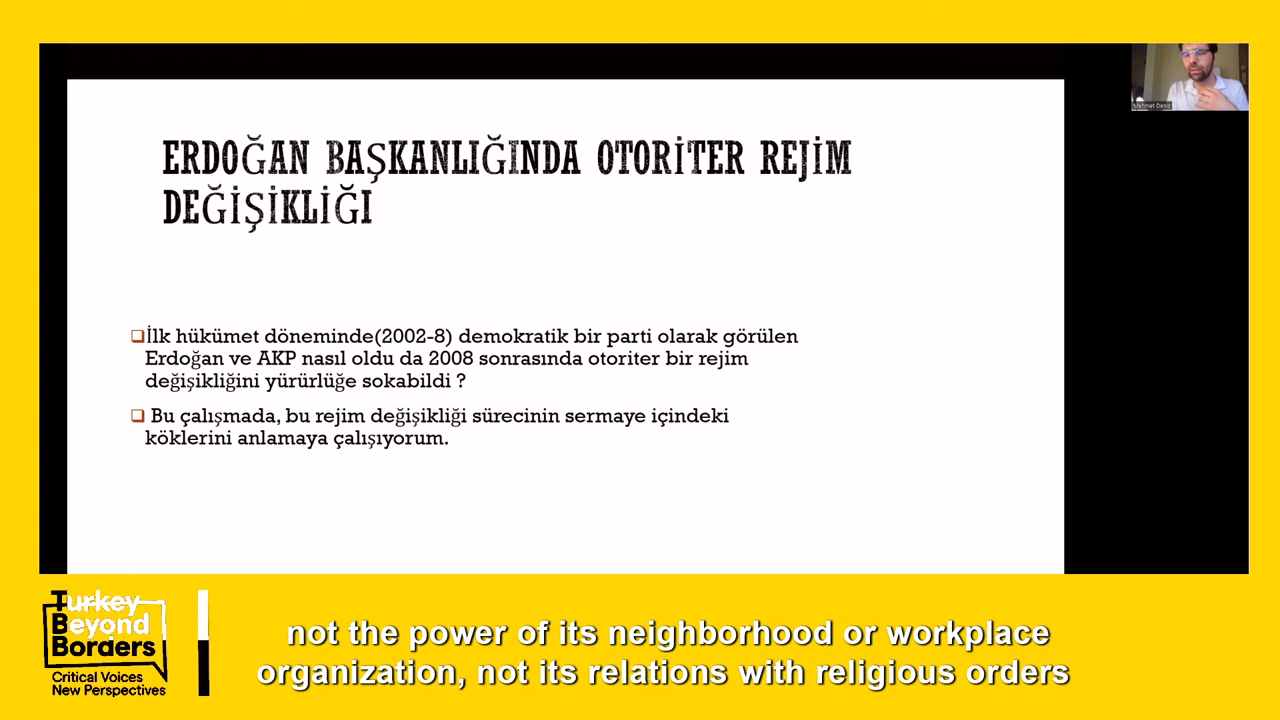 Mehmet Deniz
ERDOĞAN BAŞKANLIĞINDA OTORİTER REJİM
DEĞİŞİKLİĞI
İlk hükümet döneminde(2002-8) demokratik bir parti olarak görülen
Erdoğan ve AKP nasıl oldu da 2008 sonrasında otoriter bir rejim
değişikliğini yürürlüğe sokabildi ?
Bu çalışmada, bu rejim değişikliği sürecinin sermaye içindeki
köklerini anlamaya çalışıyorum.
Turkey
Beyond
Borders
Critical Voices
New Perspectives
not the power of its neighborhood or workplace
organization, not its relations with religious orders